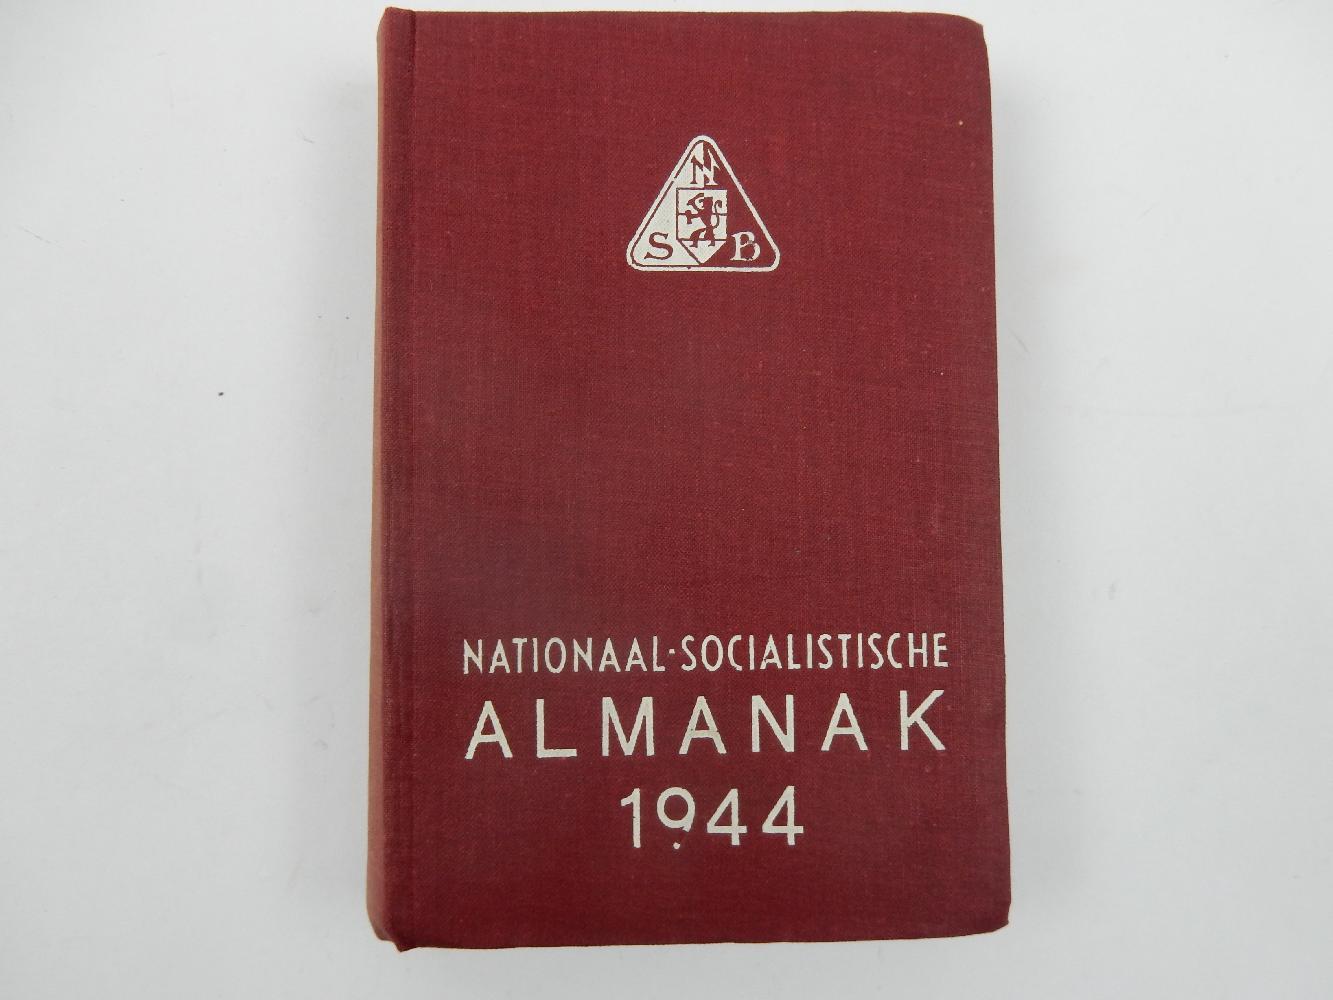 N
S B
NATIONAAL-SOCIALISTISCHE
ALMANAK
1944